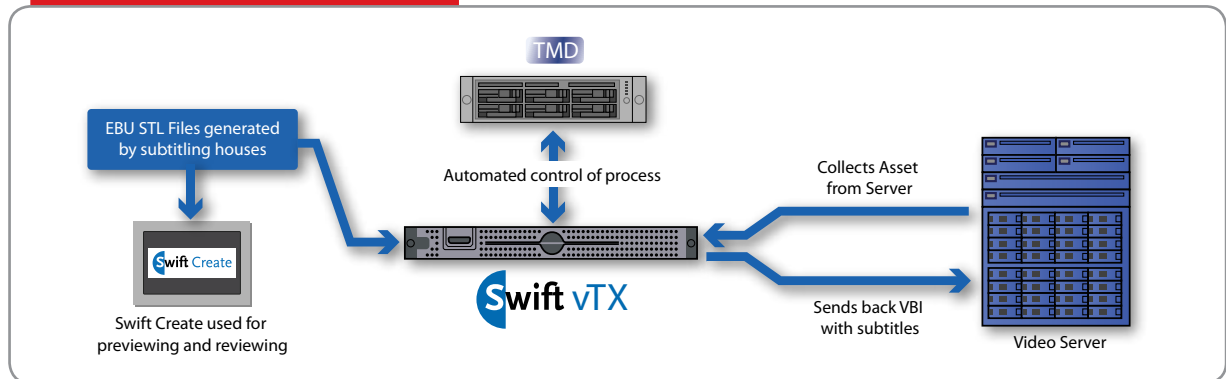 TMD
EBU STL Files generated
by subtitling houses
Automated control of process
Collects Asset
from Server
Swift Create
Swift vTX
Swift Create used for
previewing and reviewing
Sends back VBI
with subtitles
Video Server